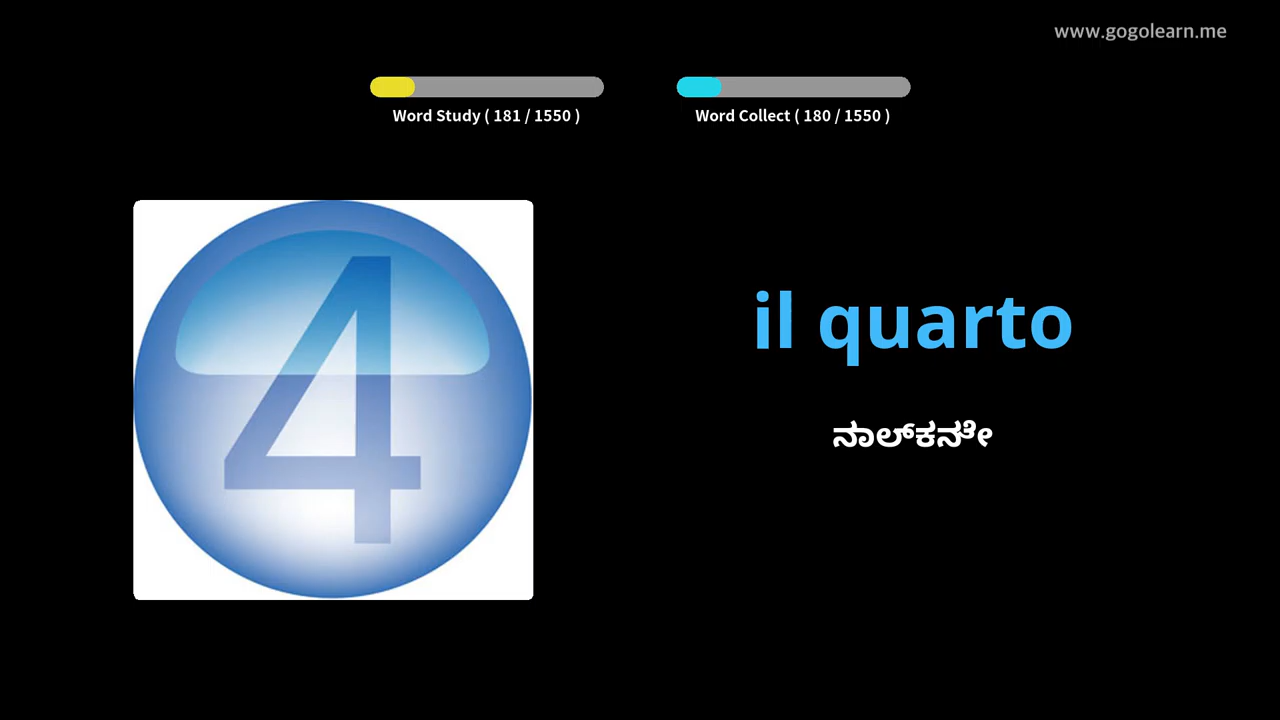 www.gogolearn.me
Word Study ( 181 / 1550 )
Word Collect ( 180 / 1550 )
4
il quarto
ನಾಲ್ಕನೇ